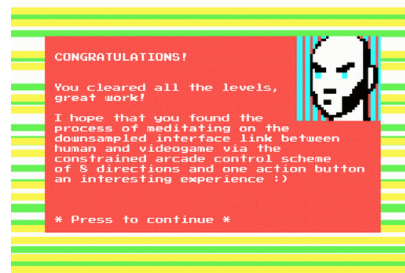 CONGRATULATIONS!
You cleared all the levels,
great work!
I hope that you found the
process of meditating on the
downsampled interface link between
human and videogame via the
constrained arcade control scheme
of 8 directions and one action button
an interesting experience :)
* Press to continue *